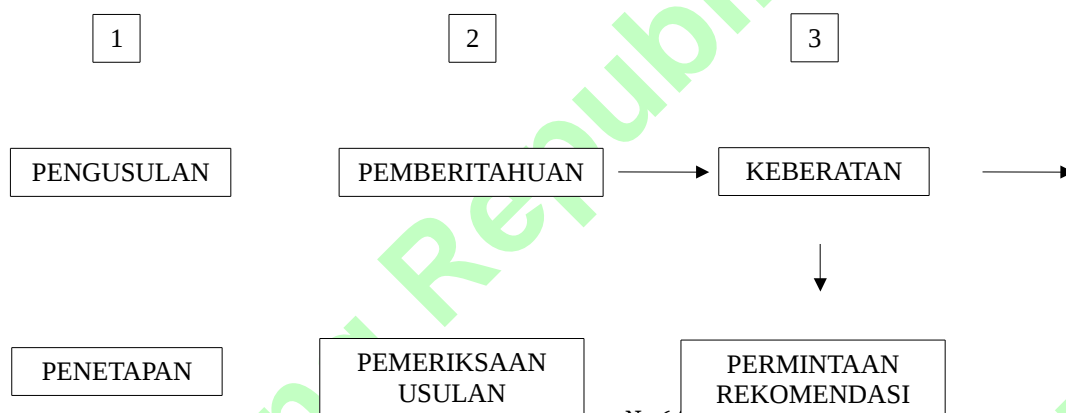 1
2
3
PENGUSULAN
PEMBERITAHUAN
KEBERATAN
PENETAPAN
PEMERIKSAAN
USULAN
PERMINTAAN
REKOMENDASI